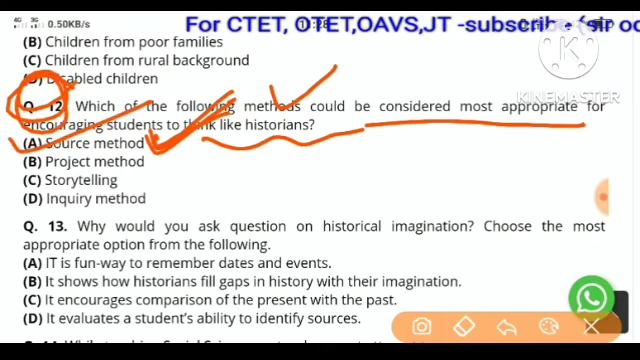 4G 3G 0.50KB/s
For CTET, OTET,OAVS,JT -subscribe (sir
(B) Children from poor families
(C) Children from rural background
(D) Disabled children
KINEMASTER
Q. 12. Which of the following methods could be considered most appropriate for
encouraging students to think like historians?
(A) Source method
(B) Project method
(C) Storytelling
(D) Inquiry method
Q. 13. Why would you ask question on historical imagination? Choose the most
appropriate option from the following.
(A) IT is fun-way to remember dates and events.
(B) It shows how historians fill gaps in history with their imagination.
(C) It encourages comparison of the present with the past.
(D) It evaluates a student's ability to identify sources.